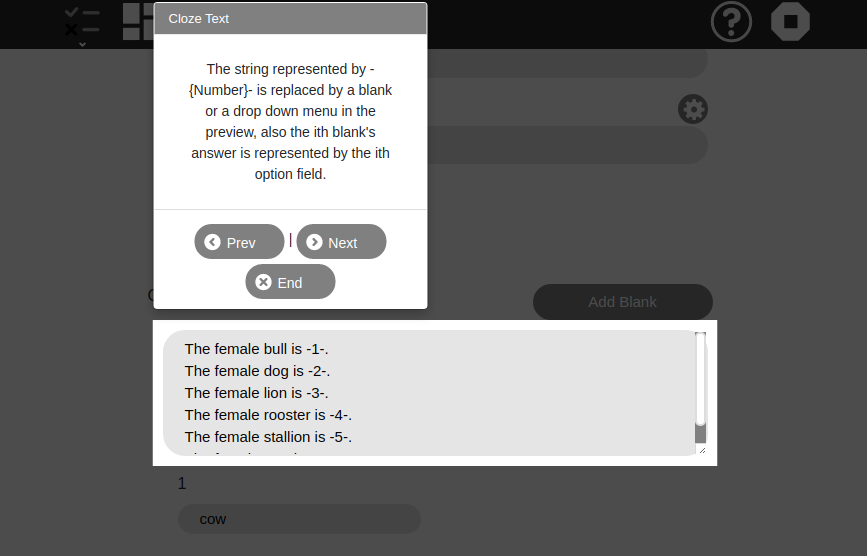 Cloze Text
The string represented by -
{Number}- is replaced by a blank
or a drop down menu in the
preview, also the ith blank's
answer is represented by the ith
option field.
Prev | Next
End
Add Blank
The female bull is -1-.
The female dog is -2-.
The female lion is -3-.
The female rooster is -4-.
The female stallion is -5-.
1
cow